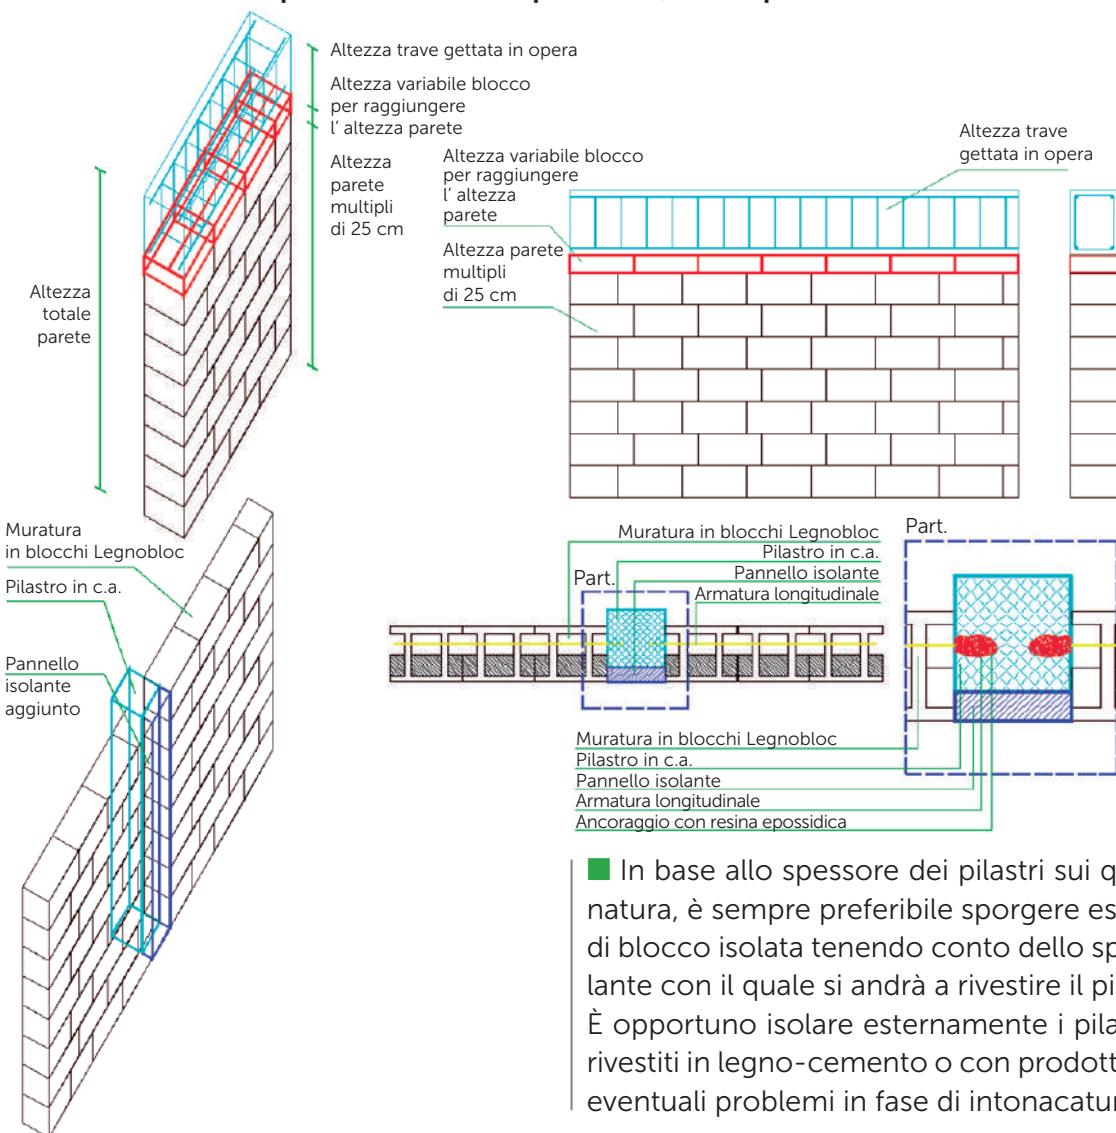 Altezza trave gettata in opera
Altezza variabile blocco
per raggiungere
l' altezza parete
Altezza
parete
multipli
di 25 cm
Altezza
totale
parete
Altezza variabile blocco
per raggiungere
l' altezza
parete
Altezza parete
multipli
di 25 cm
Altezza trave
gettata in opera
Muratura
in blocchi Legnobloc
Pilastro in c.a.
Pannello
isolante
aggiunto
Muratura in blocchi Legnobloc
Pilastro in c.a.
Pannello isolante
Armatura longitudinale
Part.
Part.
Muratura in blocchi Legnobloc
Pilastro in c.a.
Pannello isolante
Armatura longitudinale
Ancoraggio con resina epossidica
In base allo spessore dei pilastri sui q
natura, è sempre preferibile sporgere es
di blocco isolata tenendo conto dello sp
lante con il quale si andrà a rivestire il pi
È opportuno isolare esternamente i pila
rivestiti in legno-cemento o con prodott
eventuali problemi in fase di intonacatur